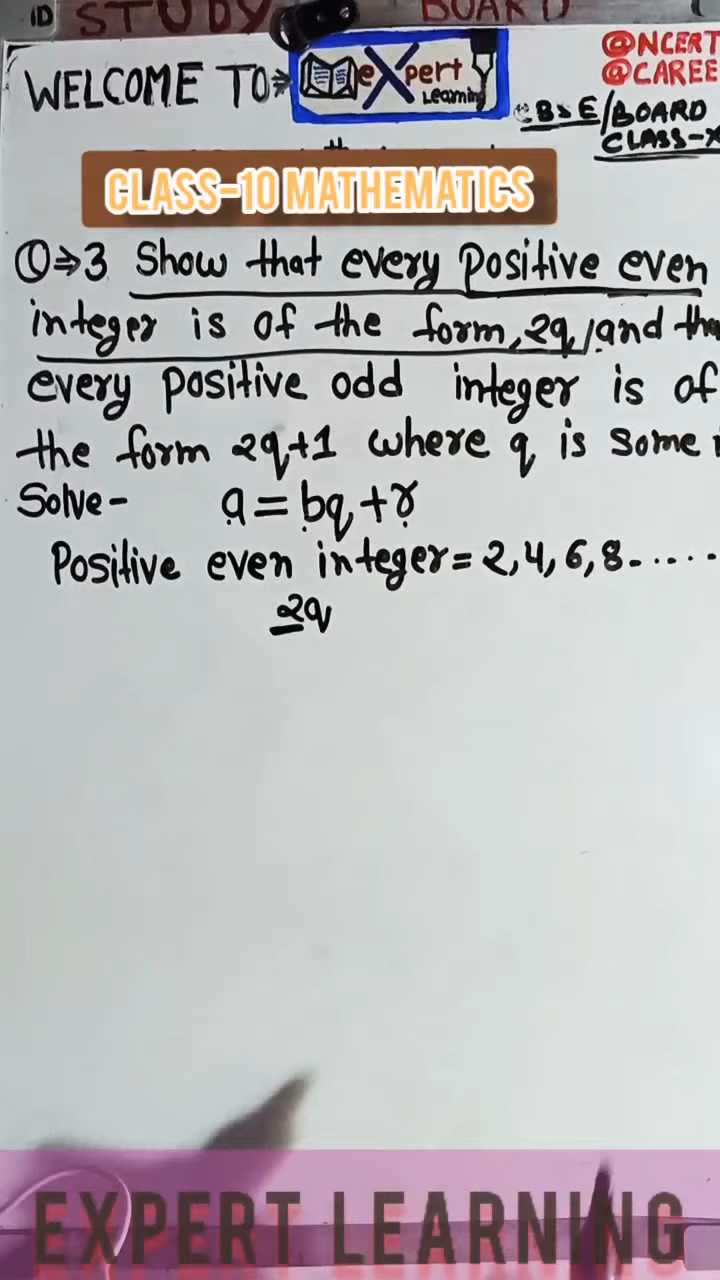 ID STUDY BOARD
WELCOME TO⇒ eXpert Learning
@NCERT
@CAREE
CBSE/BOARD
CLASS-X
CLASS-10 MATHEMATICS
Q⇒3 Show that every Positive even
integer is of the form, 2q, and
every positive odd integer is of
the form 2q+1 where q is some
Solve- a = bq + r
Positive even integer = 2, 4, 6, 8.....
2q
EXPERT LEARNING